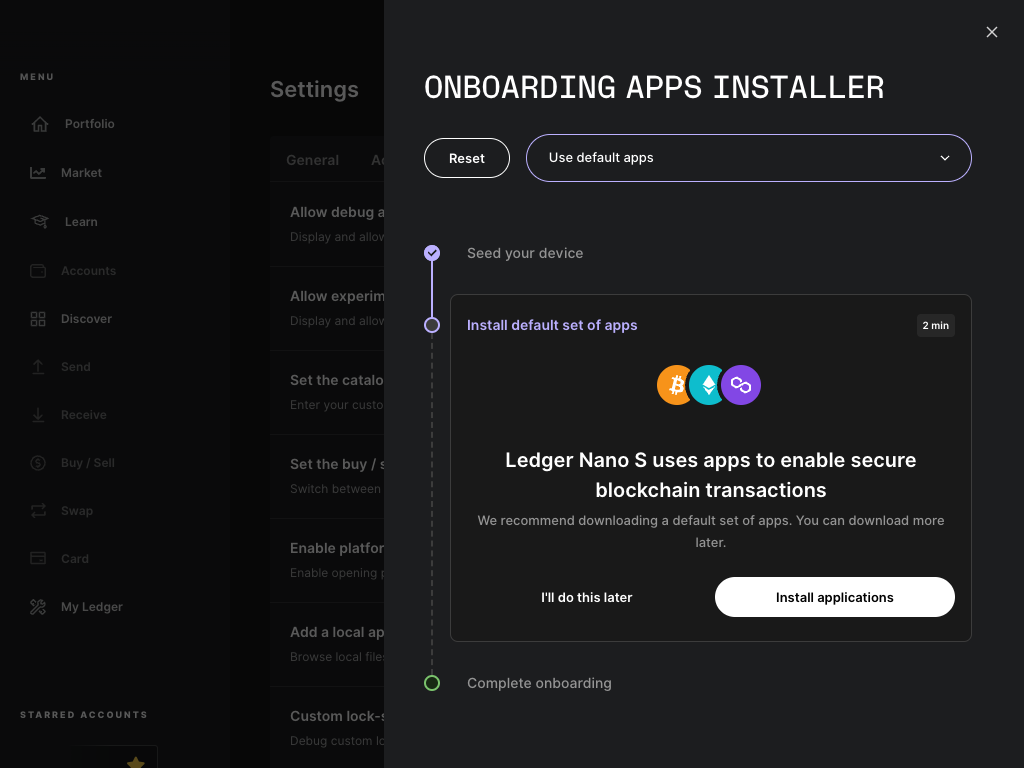 MENU
Portfolio
Market
Learn
Accounts
Discover
Send
Receive
Buy / Sell
Swap
Card
My Ledger
STARRED ACCOUNTS
Settings
General
Allow debug a
Display and allow
Allow experim
Display and allow
Set the catalo
Enter your custo
Set the buy / s
Switch between
Enable platfor
Enable opening p
Add a local ap
Browse local files
Custom lock-s
Debug custom lo
ONBOARDING APPS INSTALLER
Reset
Use default apps
Seed your device
Install default set of apps
2 min
Ledger Nano S uses apps to enable secure
blockchain transactions
We recommend downloading a default set of apps. You can download more
later.
I'll do this later
Install applications
Complete onboarding